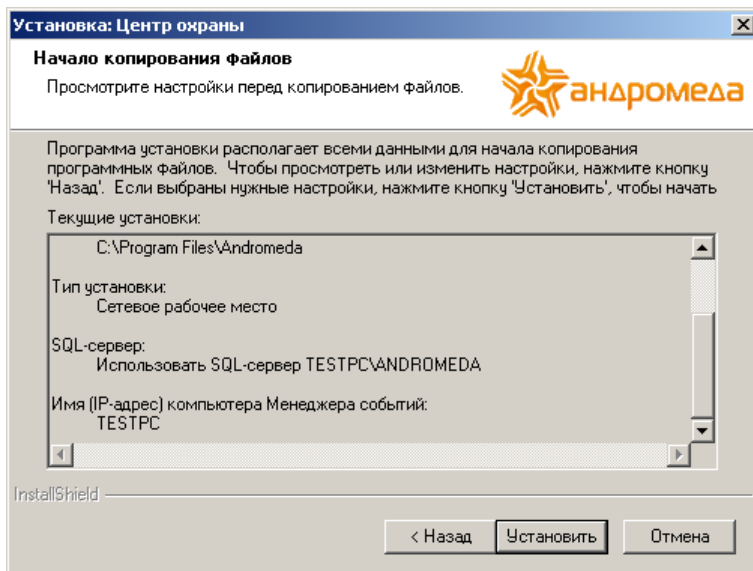 Установка: Центр охраны
Начало копирования файлов
Просмотрите настройки перед копированием файлов.
андромеда
Программа установки располагает всеми данными для начала копирования
программных файлов. Чтобы просмотреть или изменить настройки, нажмите кнопку
'Назад'. Если выбраны нужные настройки, нажмите кнопку 'Установить', чтобы начать
Текущие установки:
C:\Program Files\Andromeda
Тип установки:
Сетевое рабочее место
SQL-сервер:
Использовать SQL-сервер TESTPC\ANDROMEDA
Имя (IP-адрес) компьютера Менеджера событий:
TESTPC
InstallShield
< Назад
Установить
Отмена